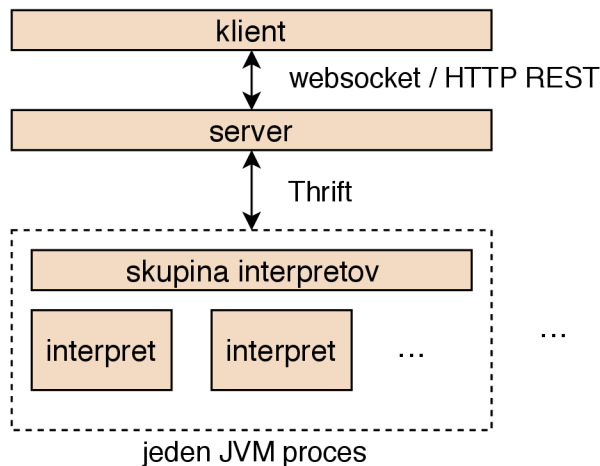 klient
websocket / HTTP REST
server
Thrift
skupina interpretov
interpret
interpret
...
...
jeden JVM proces